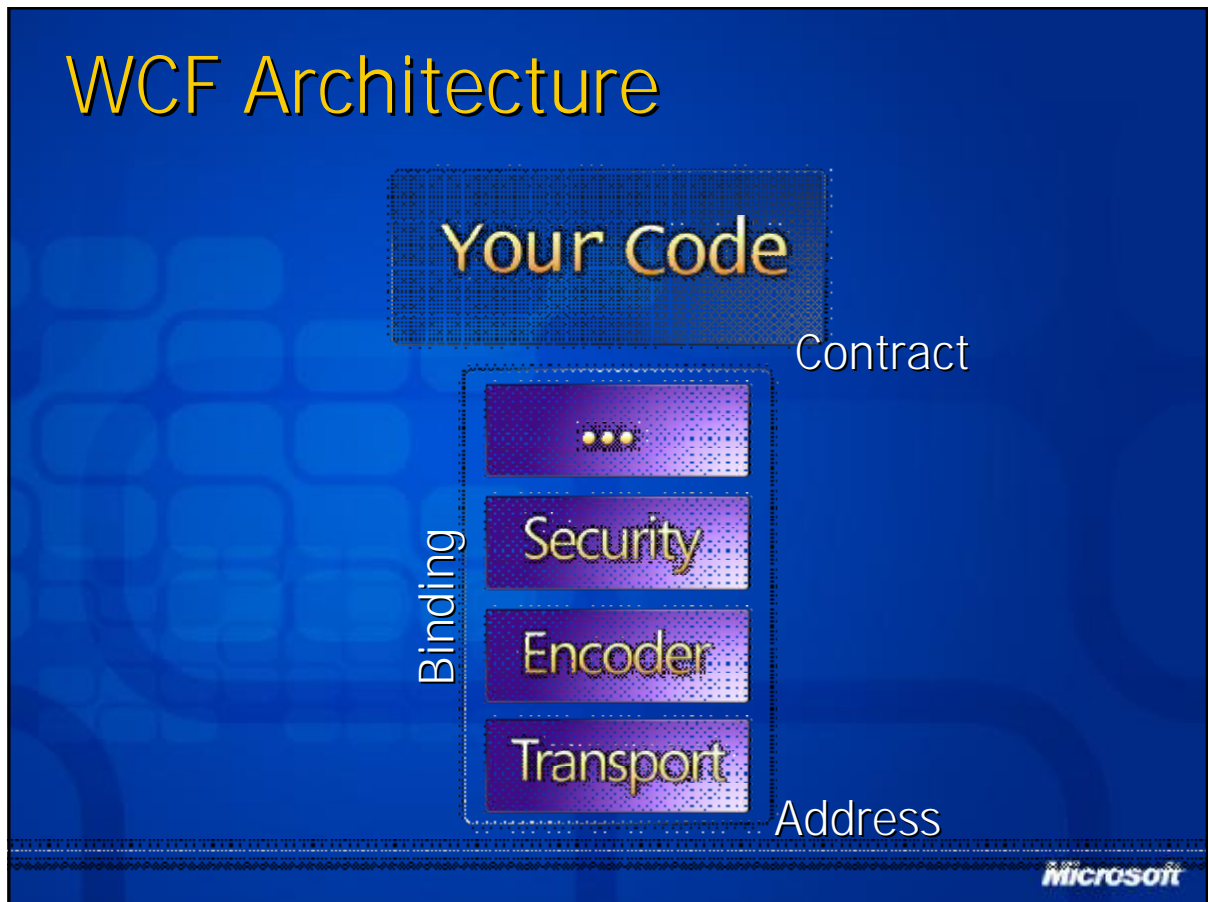 WCF Architecture
Your Code
Contract
...
Security
Binding
Encoder
Transport
Address
Microsoft